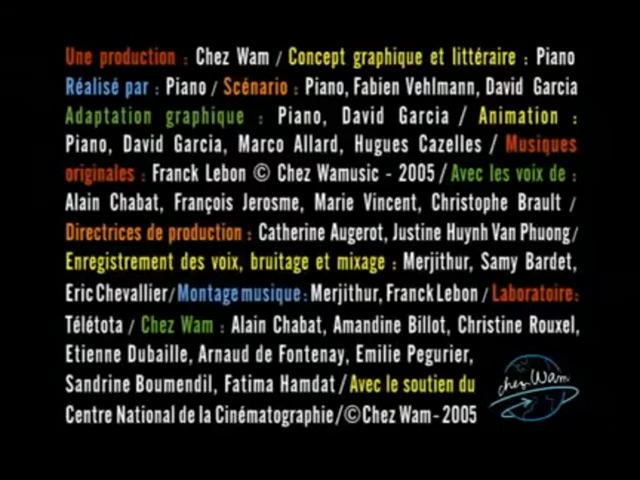 Une production : Chez Wam / Concept graphique et littéraire : Piano
Réalisé par : Piano / Scénario : Piano, Fabien Vehlmann, David Garcia
Adaptation graphique : Piano, David Garcia / Animation :
Piano, David Garcia, Marco Allard, Hugues Cazelles / Musiques
originales : Franck Lebon © Chez Wamusic - 2005 / Avec les voix de :
Alain Chabat, François Jerosme, Marie Vincent, Christophe Brault /
Directrices de production : Catherine Augerot, Justine Huynh Van Phuong/
Enregistrement des voix, bruitage et mixage : Merjithur, Samy Bardet,
Eric Chevallier/Montage musique : Merjithur, Franck Lebon / Laboratoire:
Télétota / Chez Wam : Alain Chabat, Amandine Billot, Christine Rouxel,
Etienne Dubaille, Arnaud de Fontenay, Emilie Pegurier,
Sandrine Boumendil, Fatima Hamdat / Avec le soutien du
Centre National de la Cinématographie/©Chez Wam - 2005
chez Wam